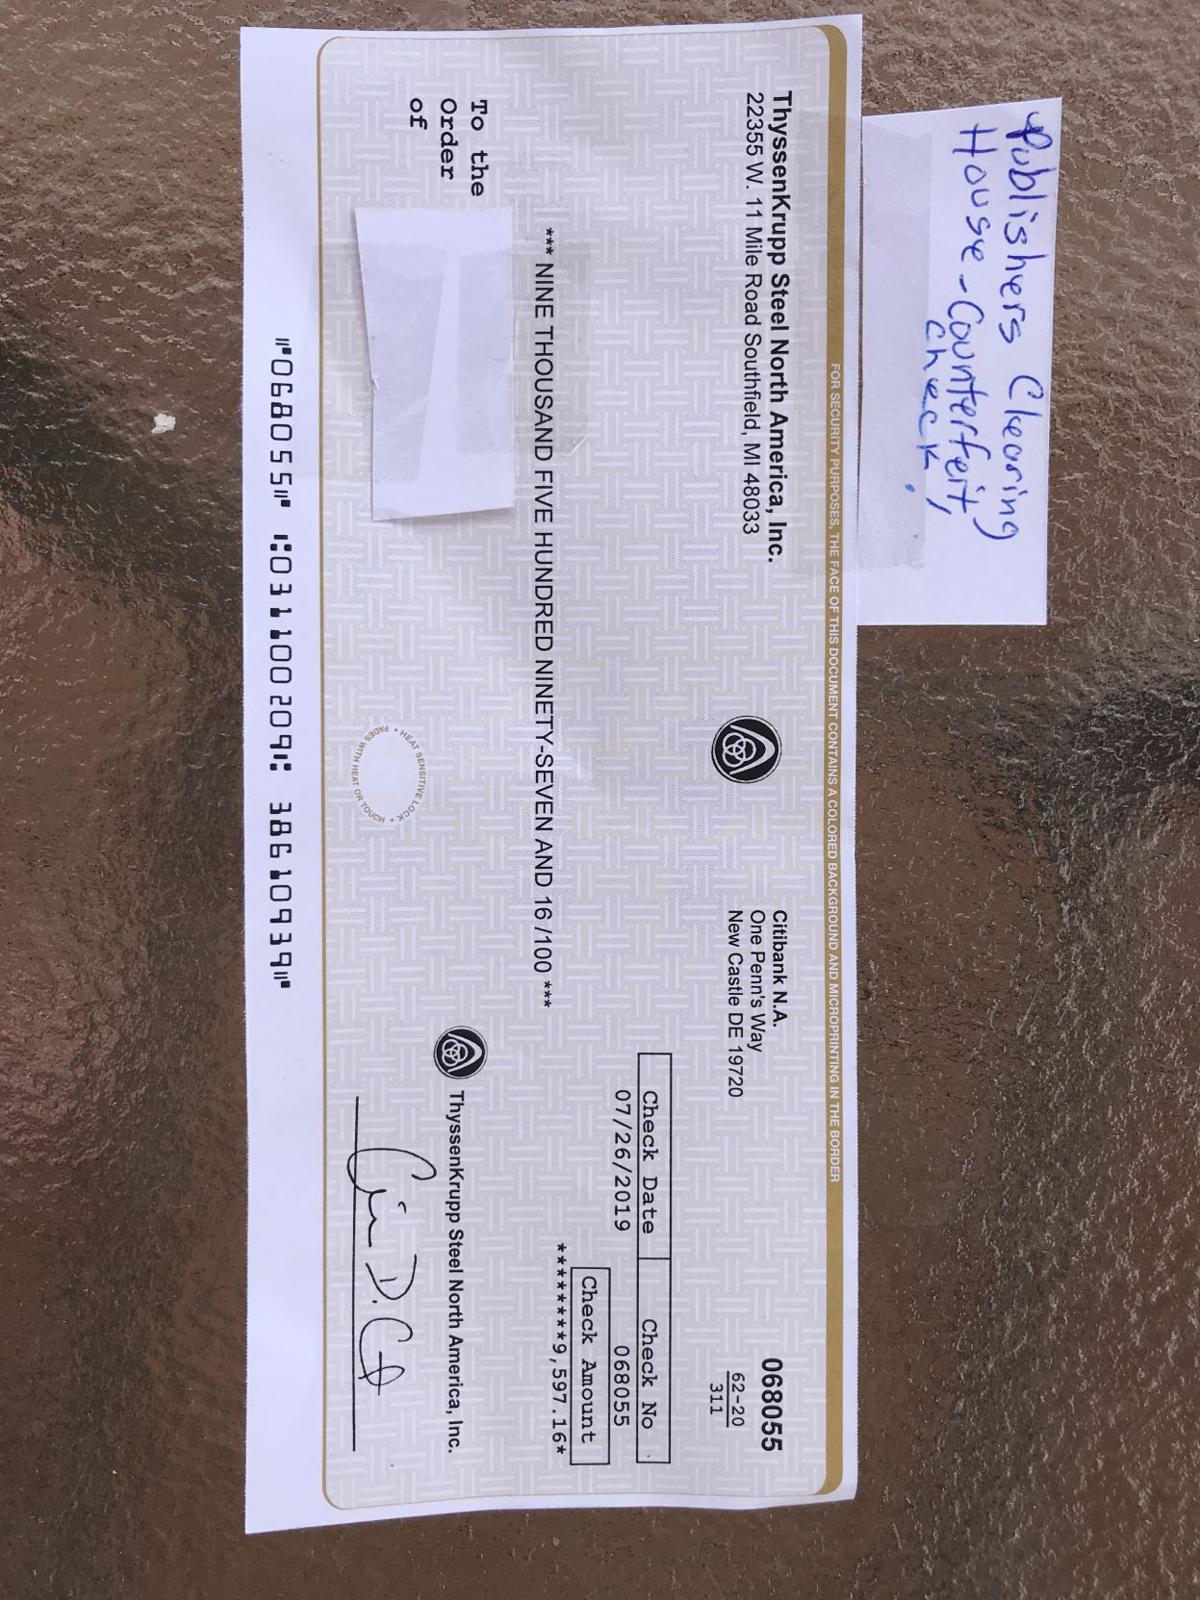 Publishers Clearing
House - Counterfeit
Check,
FOR SECURITY PURPOSES, THE FACE OF THIS DOCUMENT CONTAINS A COLORED BACKGROUND AND MICROPRINTING IN THE BORDER
ThyssenKrupp Steel North America, Inc.
22355 W. 11 Mile Road Southfield, MI 48033
Citibank N.A.
One Penn's Way
New Castle DE 19720
068055
62-20
311
Check Date
Check No
07/26/2019
068055
Check Amount
*********9,597.16*
*** NINE THOUSAND FIVE HUNDRED NINETY-SEVEN AND 16 /100 ***
To the
Order
of
ThyssenKrupp Steel North America, Inc.
• HEAT SENSITIVE LOCK •
FADES WITH HEAT OR TOUCH
⑈068055⑈ ⑆031100209⑆ 38610939⑈